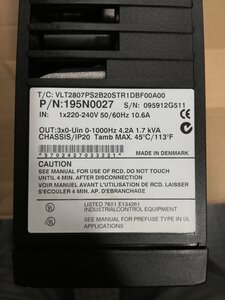 T/C: VLT2807PS2B20STR1DBF00A00
P/N:195N0027 S/N: 095912G511
IN: 1x220-240V 50/60Hz 10.6A
OUT:3x0-Uin 0-1000Hz 4.2A 1.7 kVA
CHASSIS/IP20 Tamb MAX. 45°C/113°F
*5702427033221* MADE IN DENMARK
CAUTION
SEE MANUAL FOR USE OF RCD. DO NOT TOUCH
UNTIL 4 MIN. AFTER DISCONNECTION
VOIR MANUEL AVANT L'UTILISATION DE RCD. LAISSER
S'ECOULER 4 MIN. AP. DEBRANCHAGE
LISTED 76X1 E134261
INDUSTRIALCONTROL EQUIPMENT
SEE MANUAL FOR PREFUSE TYPE IN UL
APPLICATIONS